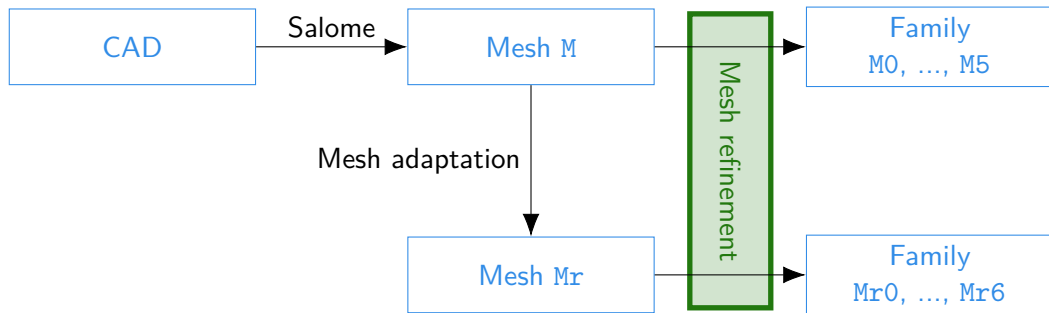 CAD
Salome
Mesh M
Mesh refinement
Family
M0, ..., M5
Mesh adaptation
Mesh Mr
Family
Mr0, ..., Mr6